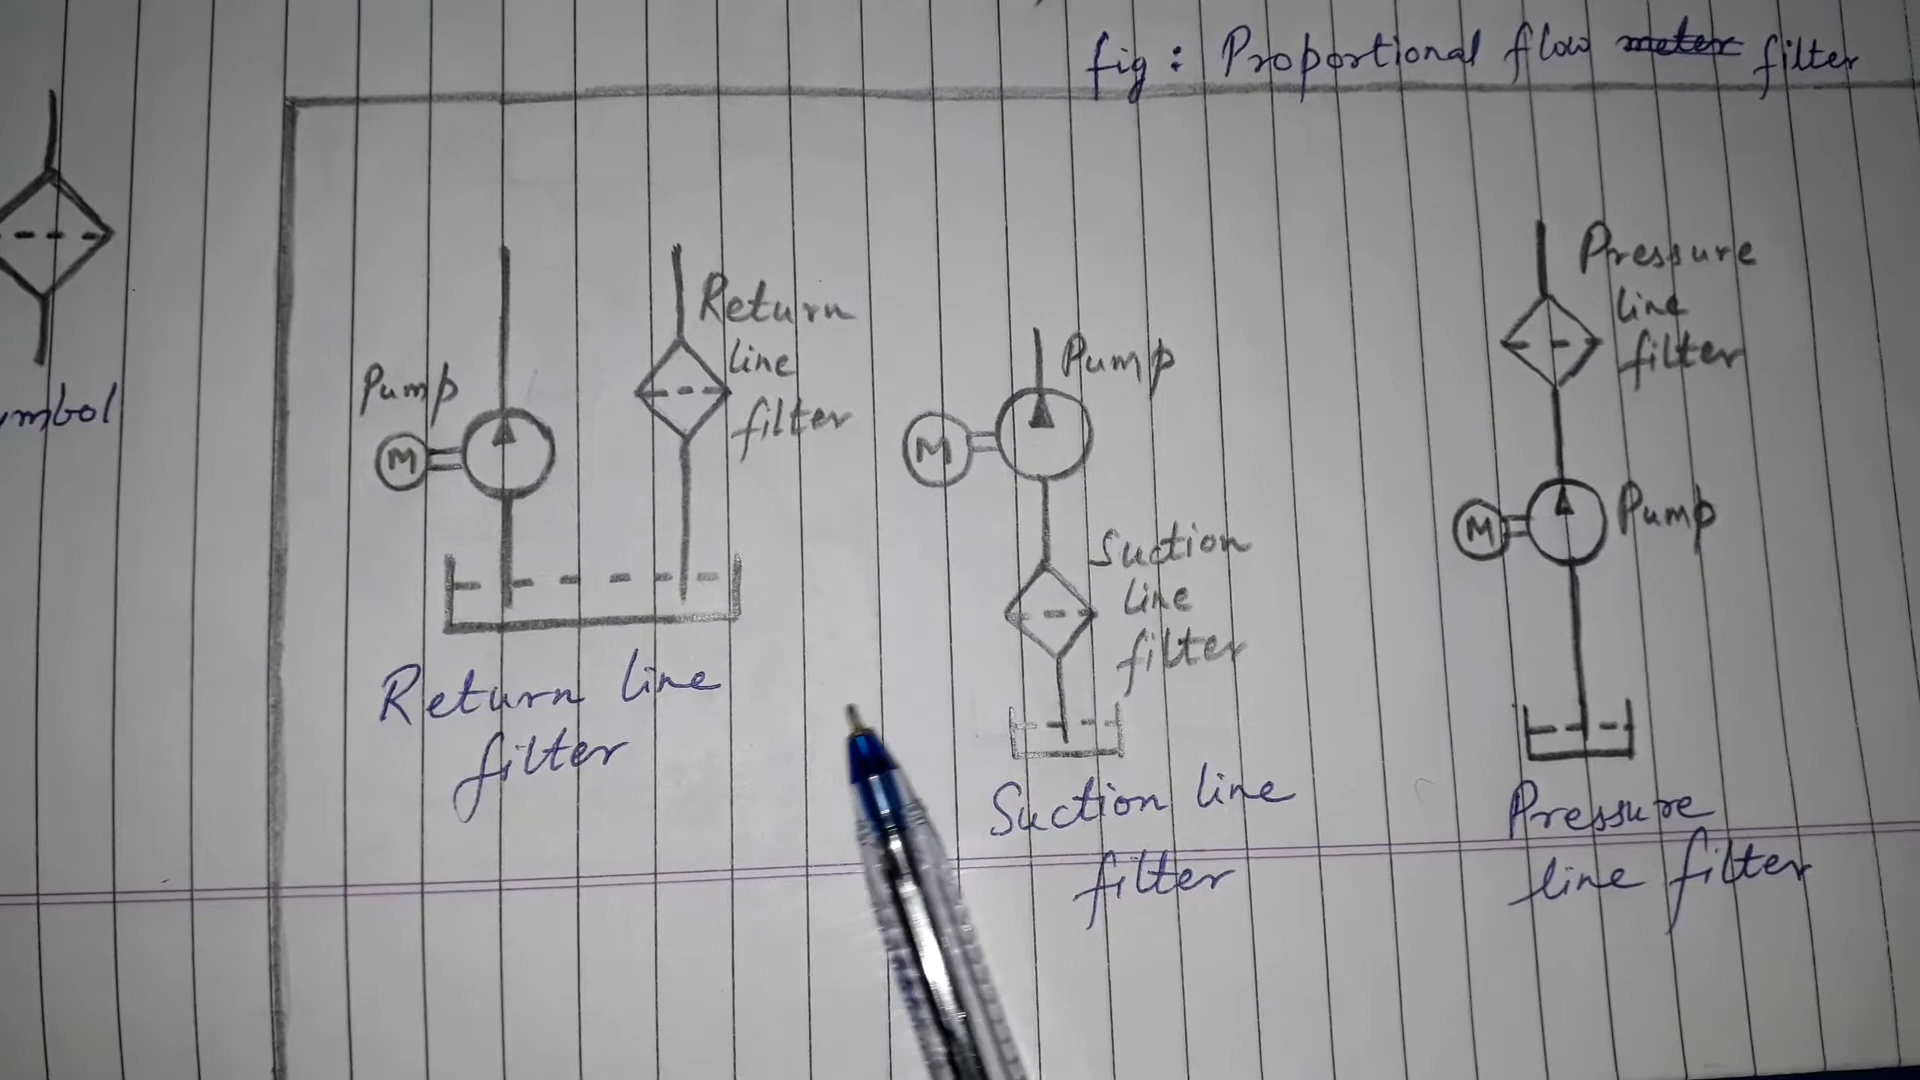 fig: Proportional flow meter filter
ymbol
Pump
M
Return
line
filter
Return line
filter
Pump
M
Suction
line
filter
Suction line
filter
Pressure
line
filter
M
Pump
Pressure
line filter